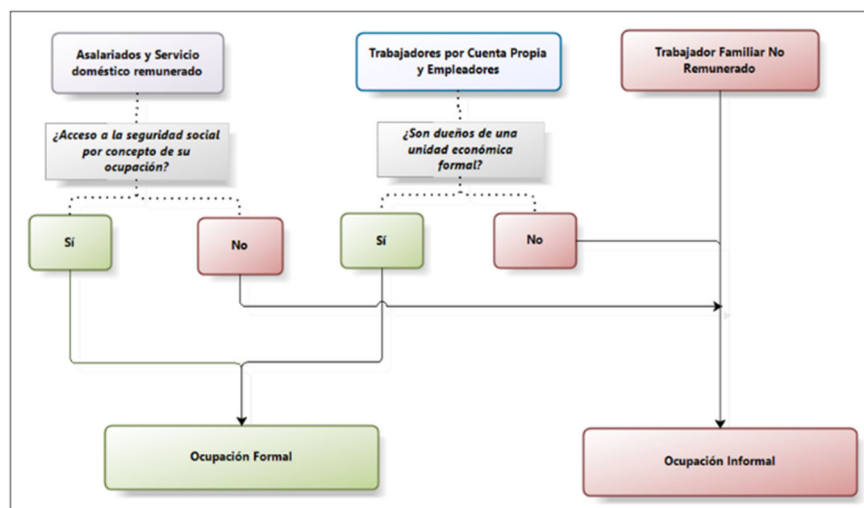 Asalariados y Servicio
doméstico remunerado
Trabajadores por Cuenta Propia
y Empleadores
Trabajador Familiar No
Remunerado
¿Acceso a la seguridad social
por concepto de su
ocupación?
¿Son dueños de una
unidad económica
formal?
Sí
No
Sí
No
Ocupación Formal
Ocupación Informal